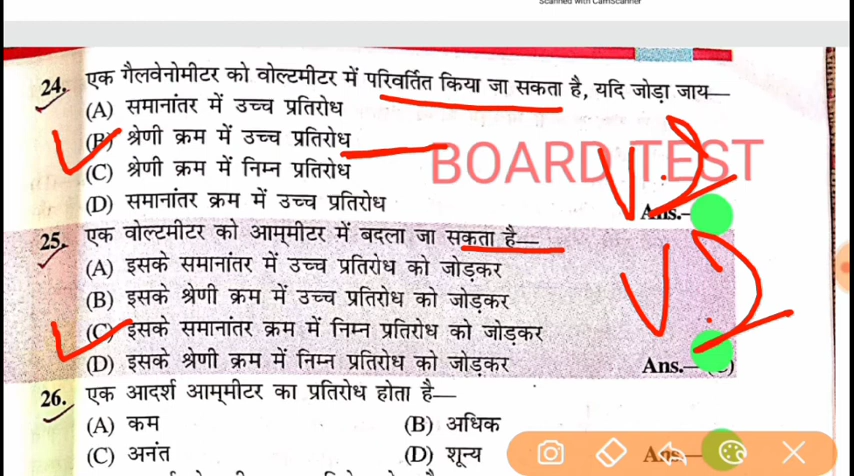 Scanned with CamScanner
24. एक गैलवेनोमीटर को वोल्टमीटर में परिवर्तित किया जा सकता है, यदि जोड़ा जाय—
(A) समानांतर में उच्च प्रतिरोध
(B) श्रेणी क्रम में उच्च प्रतिरोध
(C) श्रेणी क्रम में निम्न प्रतिरोध
(D) समानांतर क्रम में उच्च प्रतिरोध
BOARD TEST
Ans.–
25. एक वोल्टमीटर को आम्मीटर में बदला जा सकता है—
(A) इसके समानांतर में उच्च प्रतिरोध को जोड़कर
(B) इसके श्रेणी क्रम में उच्च प्रतिरोध को जोड़कर
(C) इसके समानांतर क्रम में निम्न प्रतिरोध को जोड़कर
(D) इसके श्रेणी क्रम में निम्न प्रतिरोध को जोड़कर
Ans.–
26. एक आदर्श आम्मीटर का प्रतिरोध होता है—
(A) कम (B) अधिक
(C) अनंत (D) शून्य
Ans.–